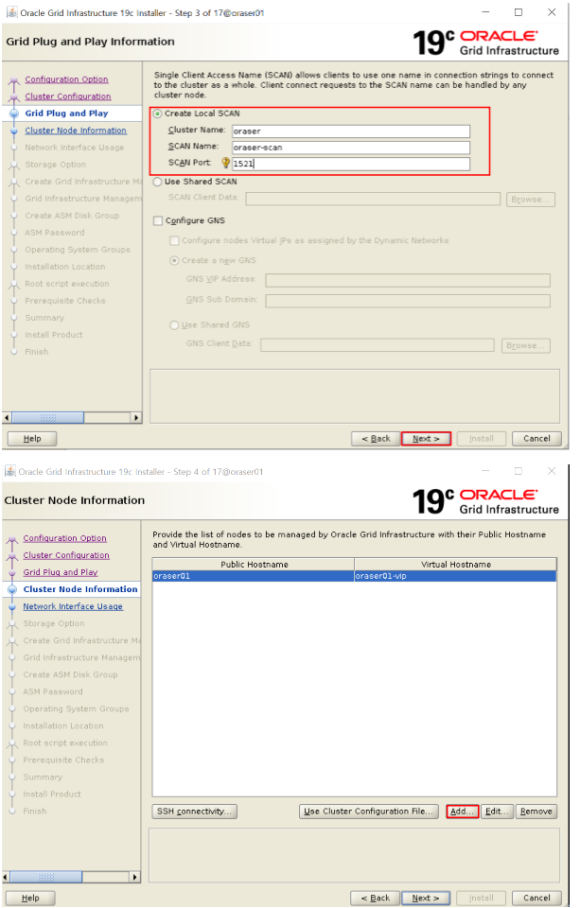 Oracle Grid Infrastructure 19c Installer - Step 3 of 17@oraser01
Grid Plug and Play Information
19c ORACLE
Grid Infrastructure
Configuration Option
Cluster Configuration
Grid Plug and Play
Cluster Node Information
Network Interface Usage
Storage Option
Create Grid Infrastructure Ma
Grid Infrastructure Managem
Create ASM Disk Group
ASM Password
Operating System Groups
Installation Location
Root script execution
Prerequisite Checks
Summary
Install Product
Finish
Single Client Access Name (SCAN) allows clients to use one name in connection strings to connect
to the cluster as a whole. Client connect requests to the SCAN name can be handled by any
cluster node.
Create Local SCAN
Cluster Name: oraser
SCAN Name: oraser-scan
SCAN Port: 1521
Use Shared SCAN
SCAN Client Data: Browse...
Configure GNS
Configure nodes Virtual IPs as assigned by the Dynamic Networks
Create a new GNS
GNS VIP Address:
GNS Sub Domain:
Use Shared GNS
GNS Client Data: Browse...
Help < Back Next > Install Cancel
Oracle Grid Infrastructure 19c Installer - Step 4 of 17@oraser01
Cluster Node Information
19c ORACLE
Grid Infrastructure
Configuration Option
Cluster Configuration
Grid Plug and Play
Cluster Node Information
Network Interface Usage
Storage Option
Create Grid Infrastructure Ma
Grid Infrastructure Managem
Create ASM Disk Group
ASM Password
Operating System Groups
Installation Location
Root script execution
Prerequisite Checks
Summary
Install Product
Finish
Provide the list of nodes to be managed by Oracle Grid Infrastructure with their Public Hostname
and Virtual Hostname.
Public Hostname Virtual Hostname
oraser01 oraser01-vip
SSH connectivity... Use Cluster Configuration File... Add... Edit... Remove
Help < Back Next > Install Cancel